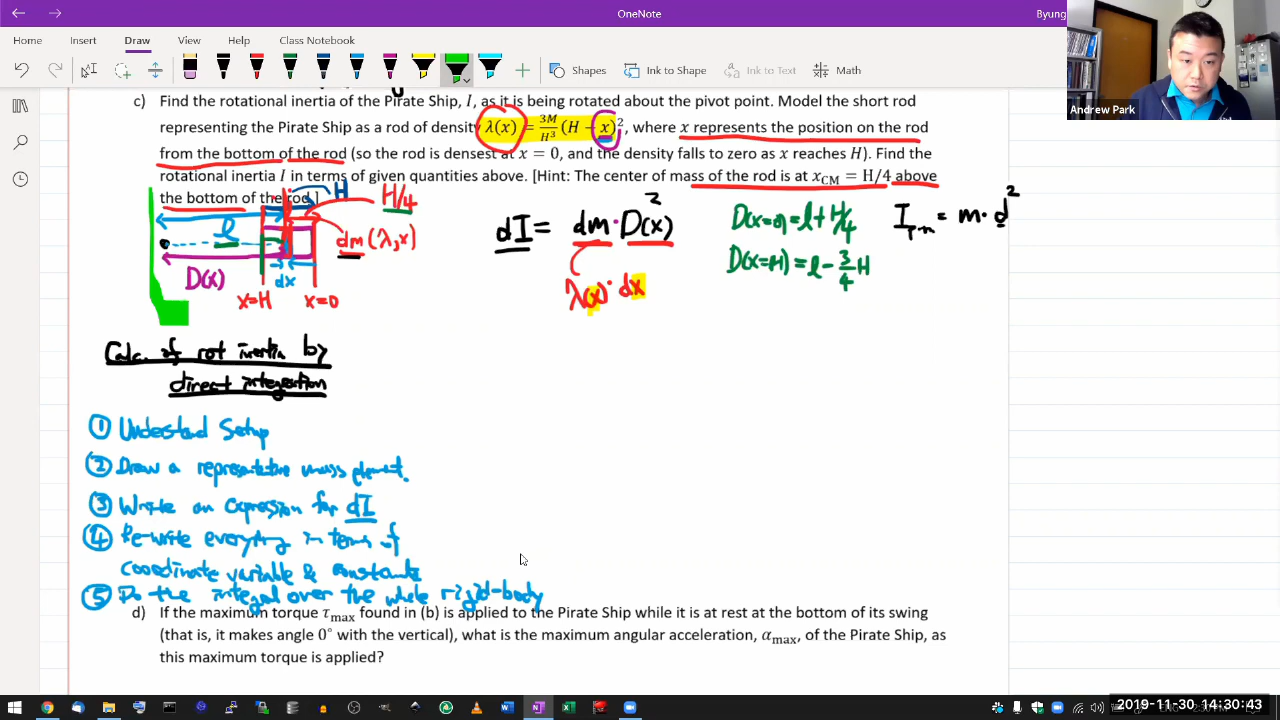 OneNote
Byung
Home Insert Draw View Help Class Notebook
Shapes Ink to Shape Ink to Text Math
Andrew Park
c) Find the rotational inertia of the Pirate Ship, I, as it is being rotated about the pivot point. Model the short rod
representing the Pirate Ship as a rod of density λ(x) = 3M/H³ (H − x)², where x represents the position on the rod
from the bottom of the rod (so the rod is densest at x = 0, and the density falls to zero as x reaches H). Find the
rotational inertia I in terms of given quantities above. [Hint: The center of mass of the rod is at x_CM = H/4 above
the bottom of the rod.]
H
H/4
l
dm (λ, x)
D(x)
dx
x=H x=0
dI = dm · D(x)²
λ(x) · dx
D(x=0) = l + H/4
D(x=H) = l − 3/4 H
= m · d²
Calc. of rot inertia by
direct integration
① Understand Setup
② Draw a representative mass element.
③ Write an expression for dI
④ Re-write everything in terms of
coordinate variable & constants
⑤ Do the integral over the whole rigid-body
d) If the maximum torque τmax found in (b) is applied to the Pirate Ship while it is at rest at the bottom of its swing
(that is, it makes angle 0° with the vertical), what is the maximum angular acceleration, αmax, of the Pirate Ship, as
this maximum torque is applied?
2019-11-30 14:30:43